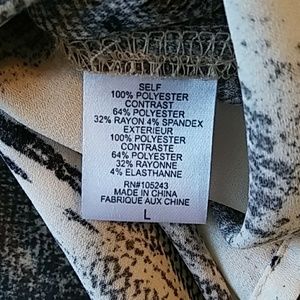 SELF
100% POLYESTER
CONTRAST
64% POLYESTER
32% RAYON 4% SPANDEX
EXTERIEUR
100% POLYESTER
CONTRASTE
64% POLYESTER
32% RAYONNE
4% ELASTHANNE
RN#105243
MADE IN CHINA
FABRIQUE AUX CHINE
L